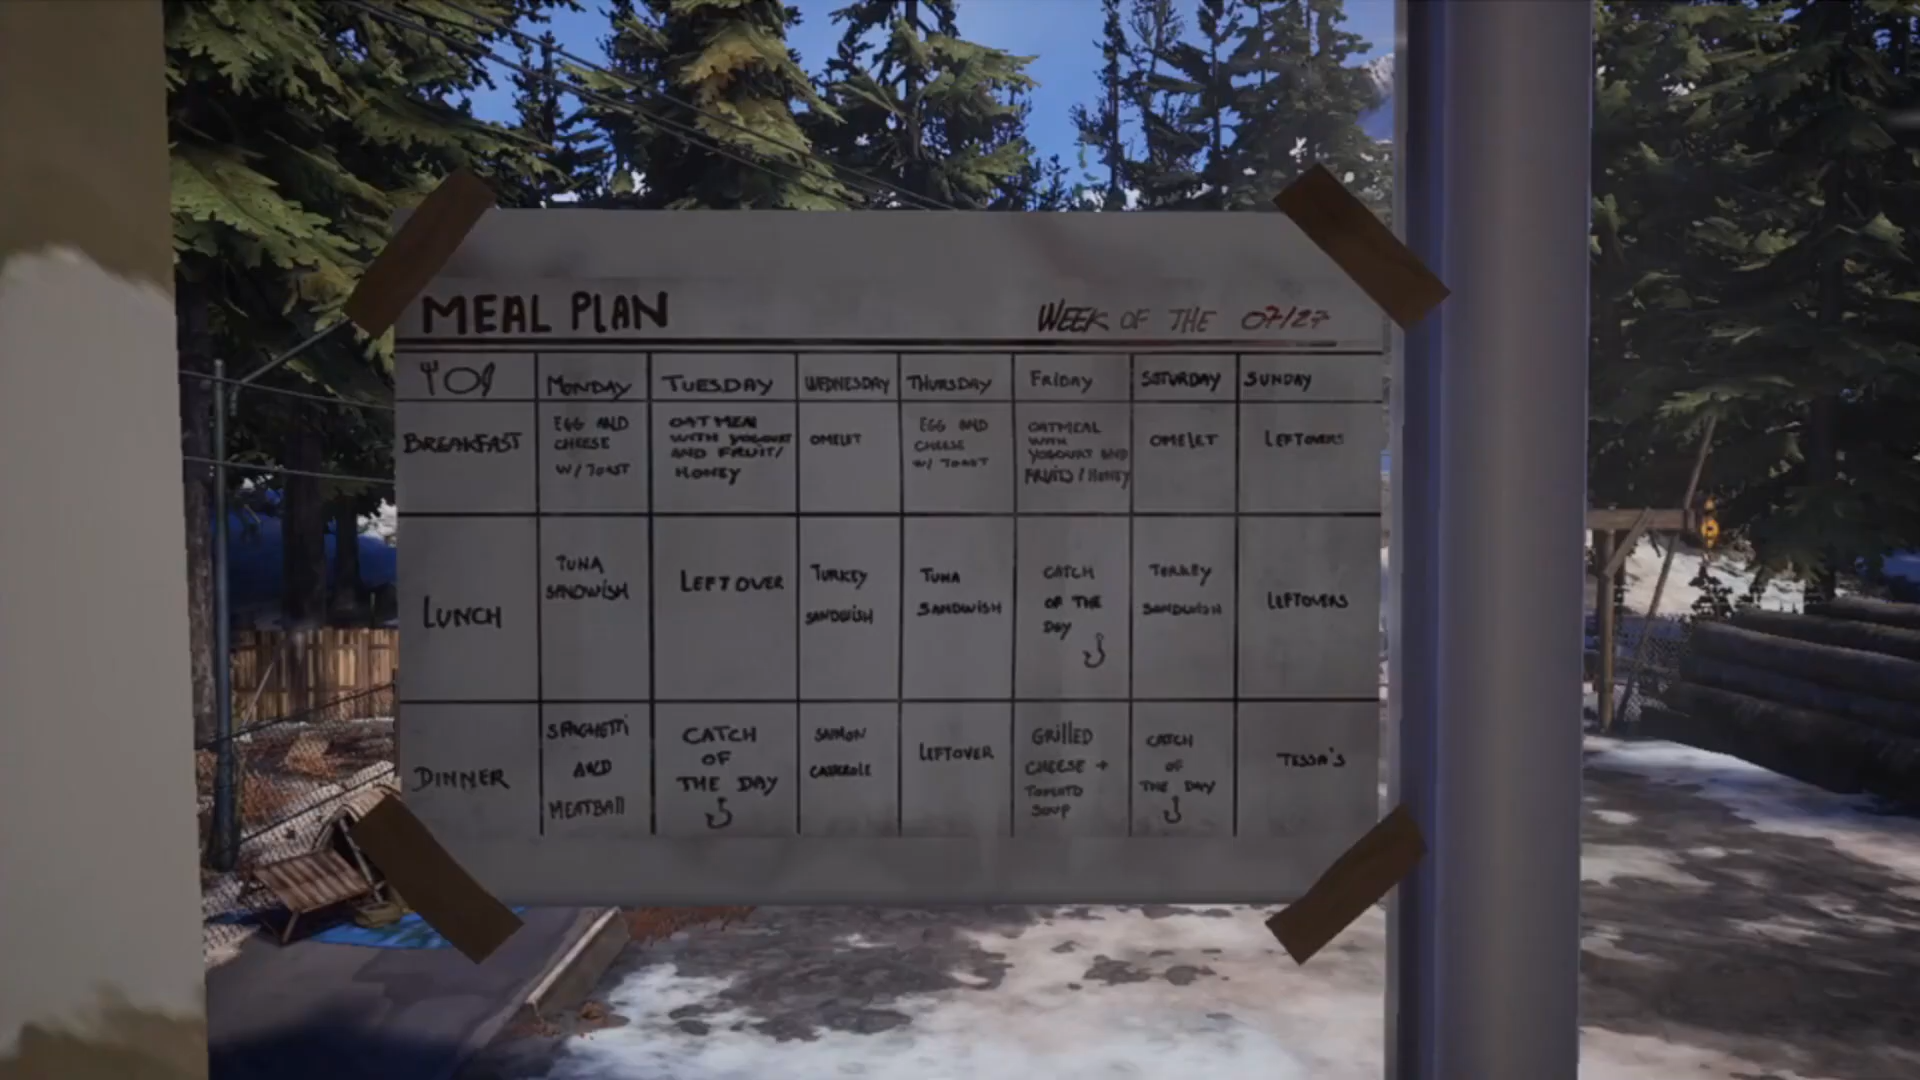 MEAL PLAN
WEEK OF THE 07/27
MONDAY
TUESDAY
WEDNESDAY
THURSDAY
FRIDAY
SATURDAY
SUNDAY
BREAKFAST
EGG AND
CHEESE
W/ TOAST
OATMEAL
WITH YOGOURT
AND FRUIT/
HONEY
OMELET
EGG AND
CHEESE
W/ TOAST
OATMEAL
WITH
YOGOURT AND
FRUITS / HONEY
OMELET
LEFTOVERS
LUNCH
TUNA
SANDWISH
LEFTOVER
TURKEY
SANDWISH
TUNA
SANDWISH
CATCH
OF THE
DAY
TURKEY
SANDWISH
LEFTOVERS
DINNER
SPAGHETTI
AND
MEATBALL
CATCH
OF
THE DAY
SALMON
CASSEROLE
LEFTOVER
GRILLED
CHEESE +
TOMATO
SOUP
CATCH
OF
THE DAY
TESSA'S